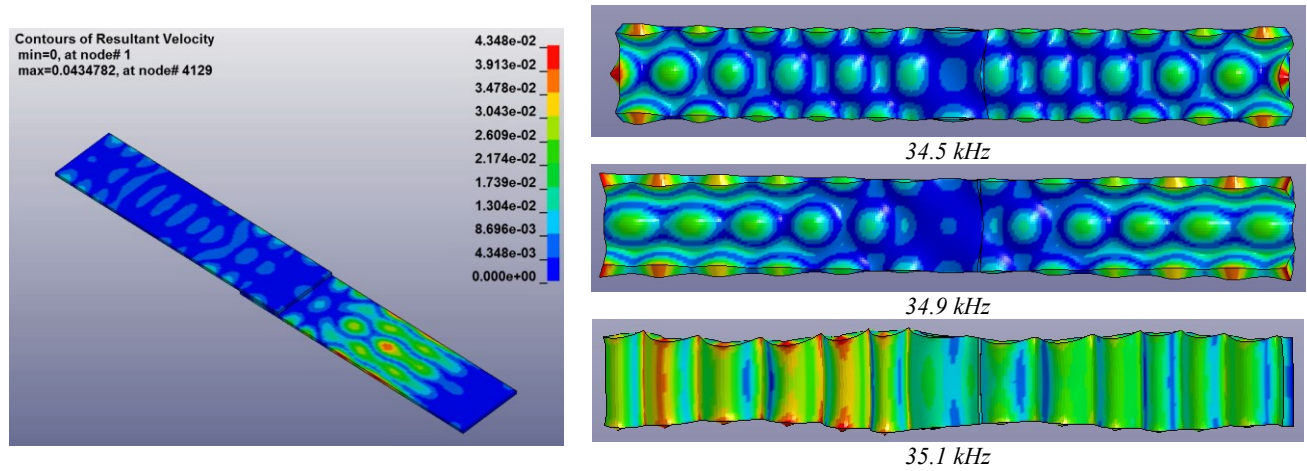 Contours of Resultant Velocity
min=0, at node# 1
max=0.0434782, at node# 4129
4.348e-02
3.913e-02
3.478e-02
3.043e-02
2.609e-02
2.174e-02
1.739e-02
1.304e-02
8.696e-03
4.348e-03
0.000e+00
34.5 kHz
34.9 kHz
35.1 kHz